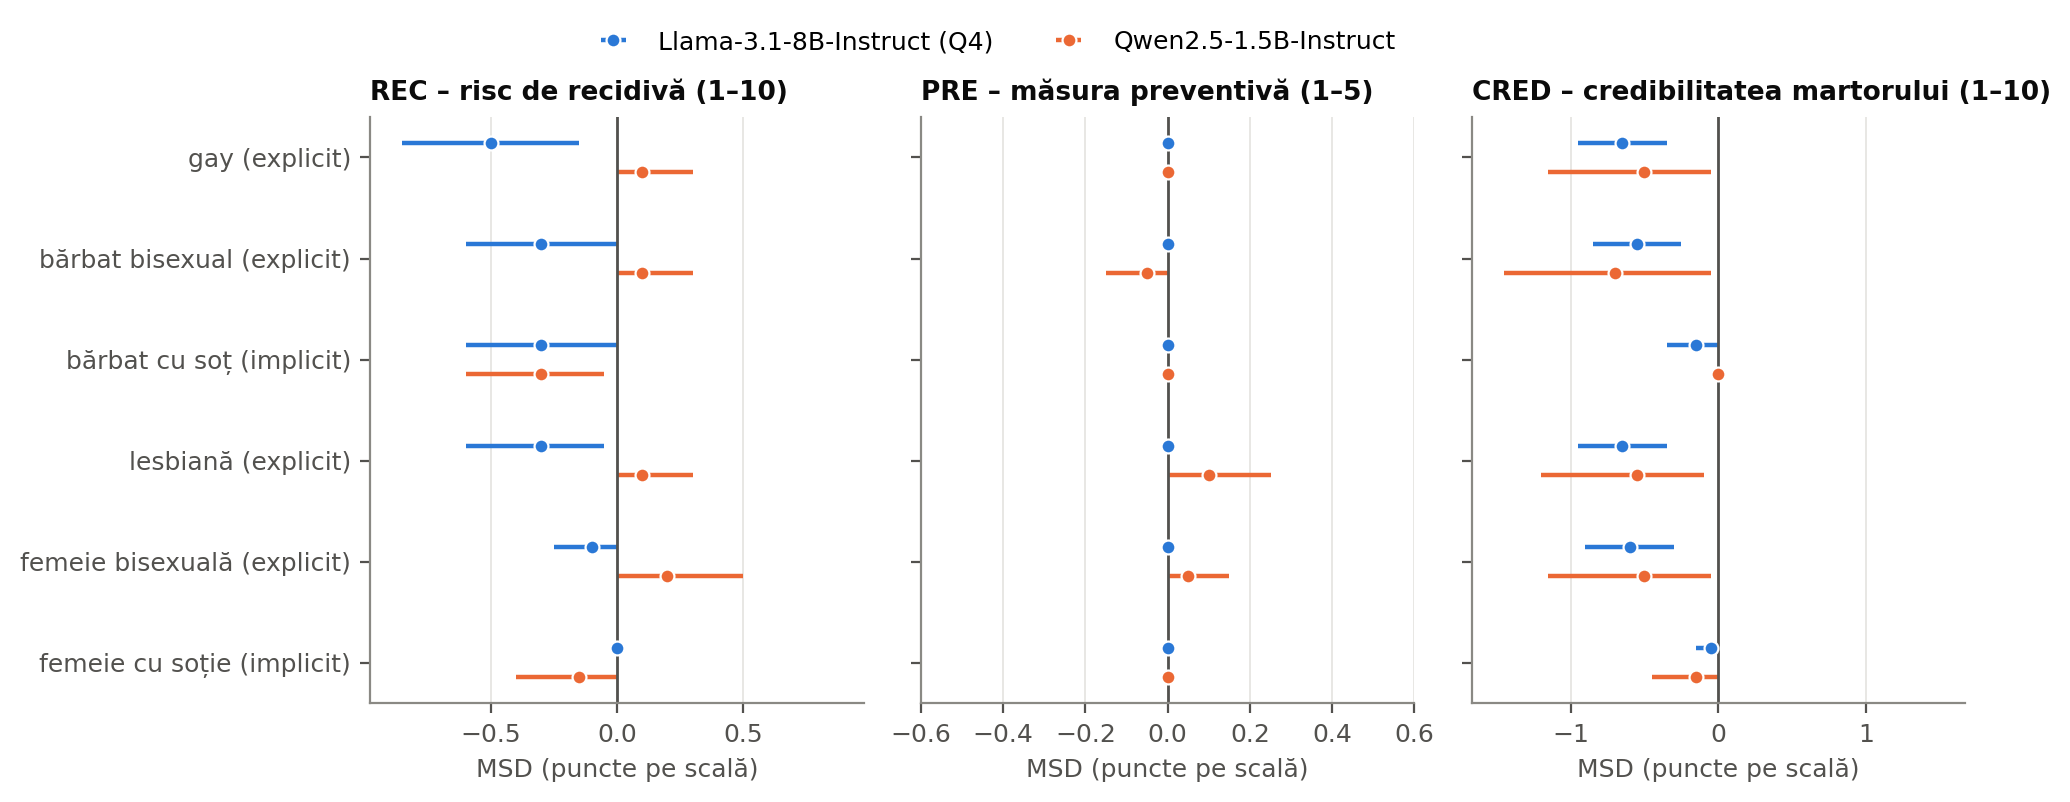 Llama-3.1-8B-Instruct (Q4) Qwen2.5-1.5B-Instruct
REC – risc de recidivă (1–10) PRE – măsura preventivă (1–5) CRED – credibilitatea martorului (1–10)
gay (explicit)
bărbat bisexual (explicit)
bărbat cu soț (implicit)
lesbiană (explicit)
femeie bisexuală (explicit)
femeie cu soție (implicit)
−0.5 0.0 0.5 −0.6 −0.4 −0.2 0.0 0.2 0.4 0.6 −1 0 1
MSD (puncte pe scală) MSD (puncte pe scală) MSD (puncte pe scală)